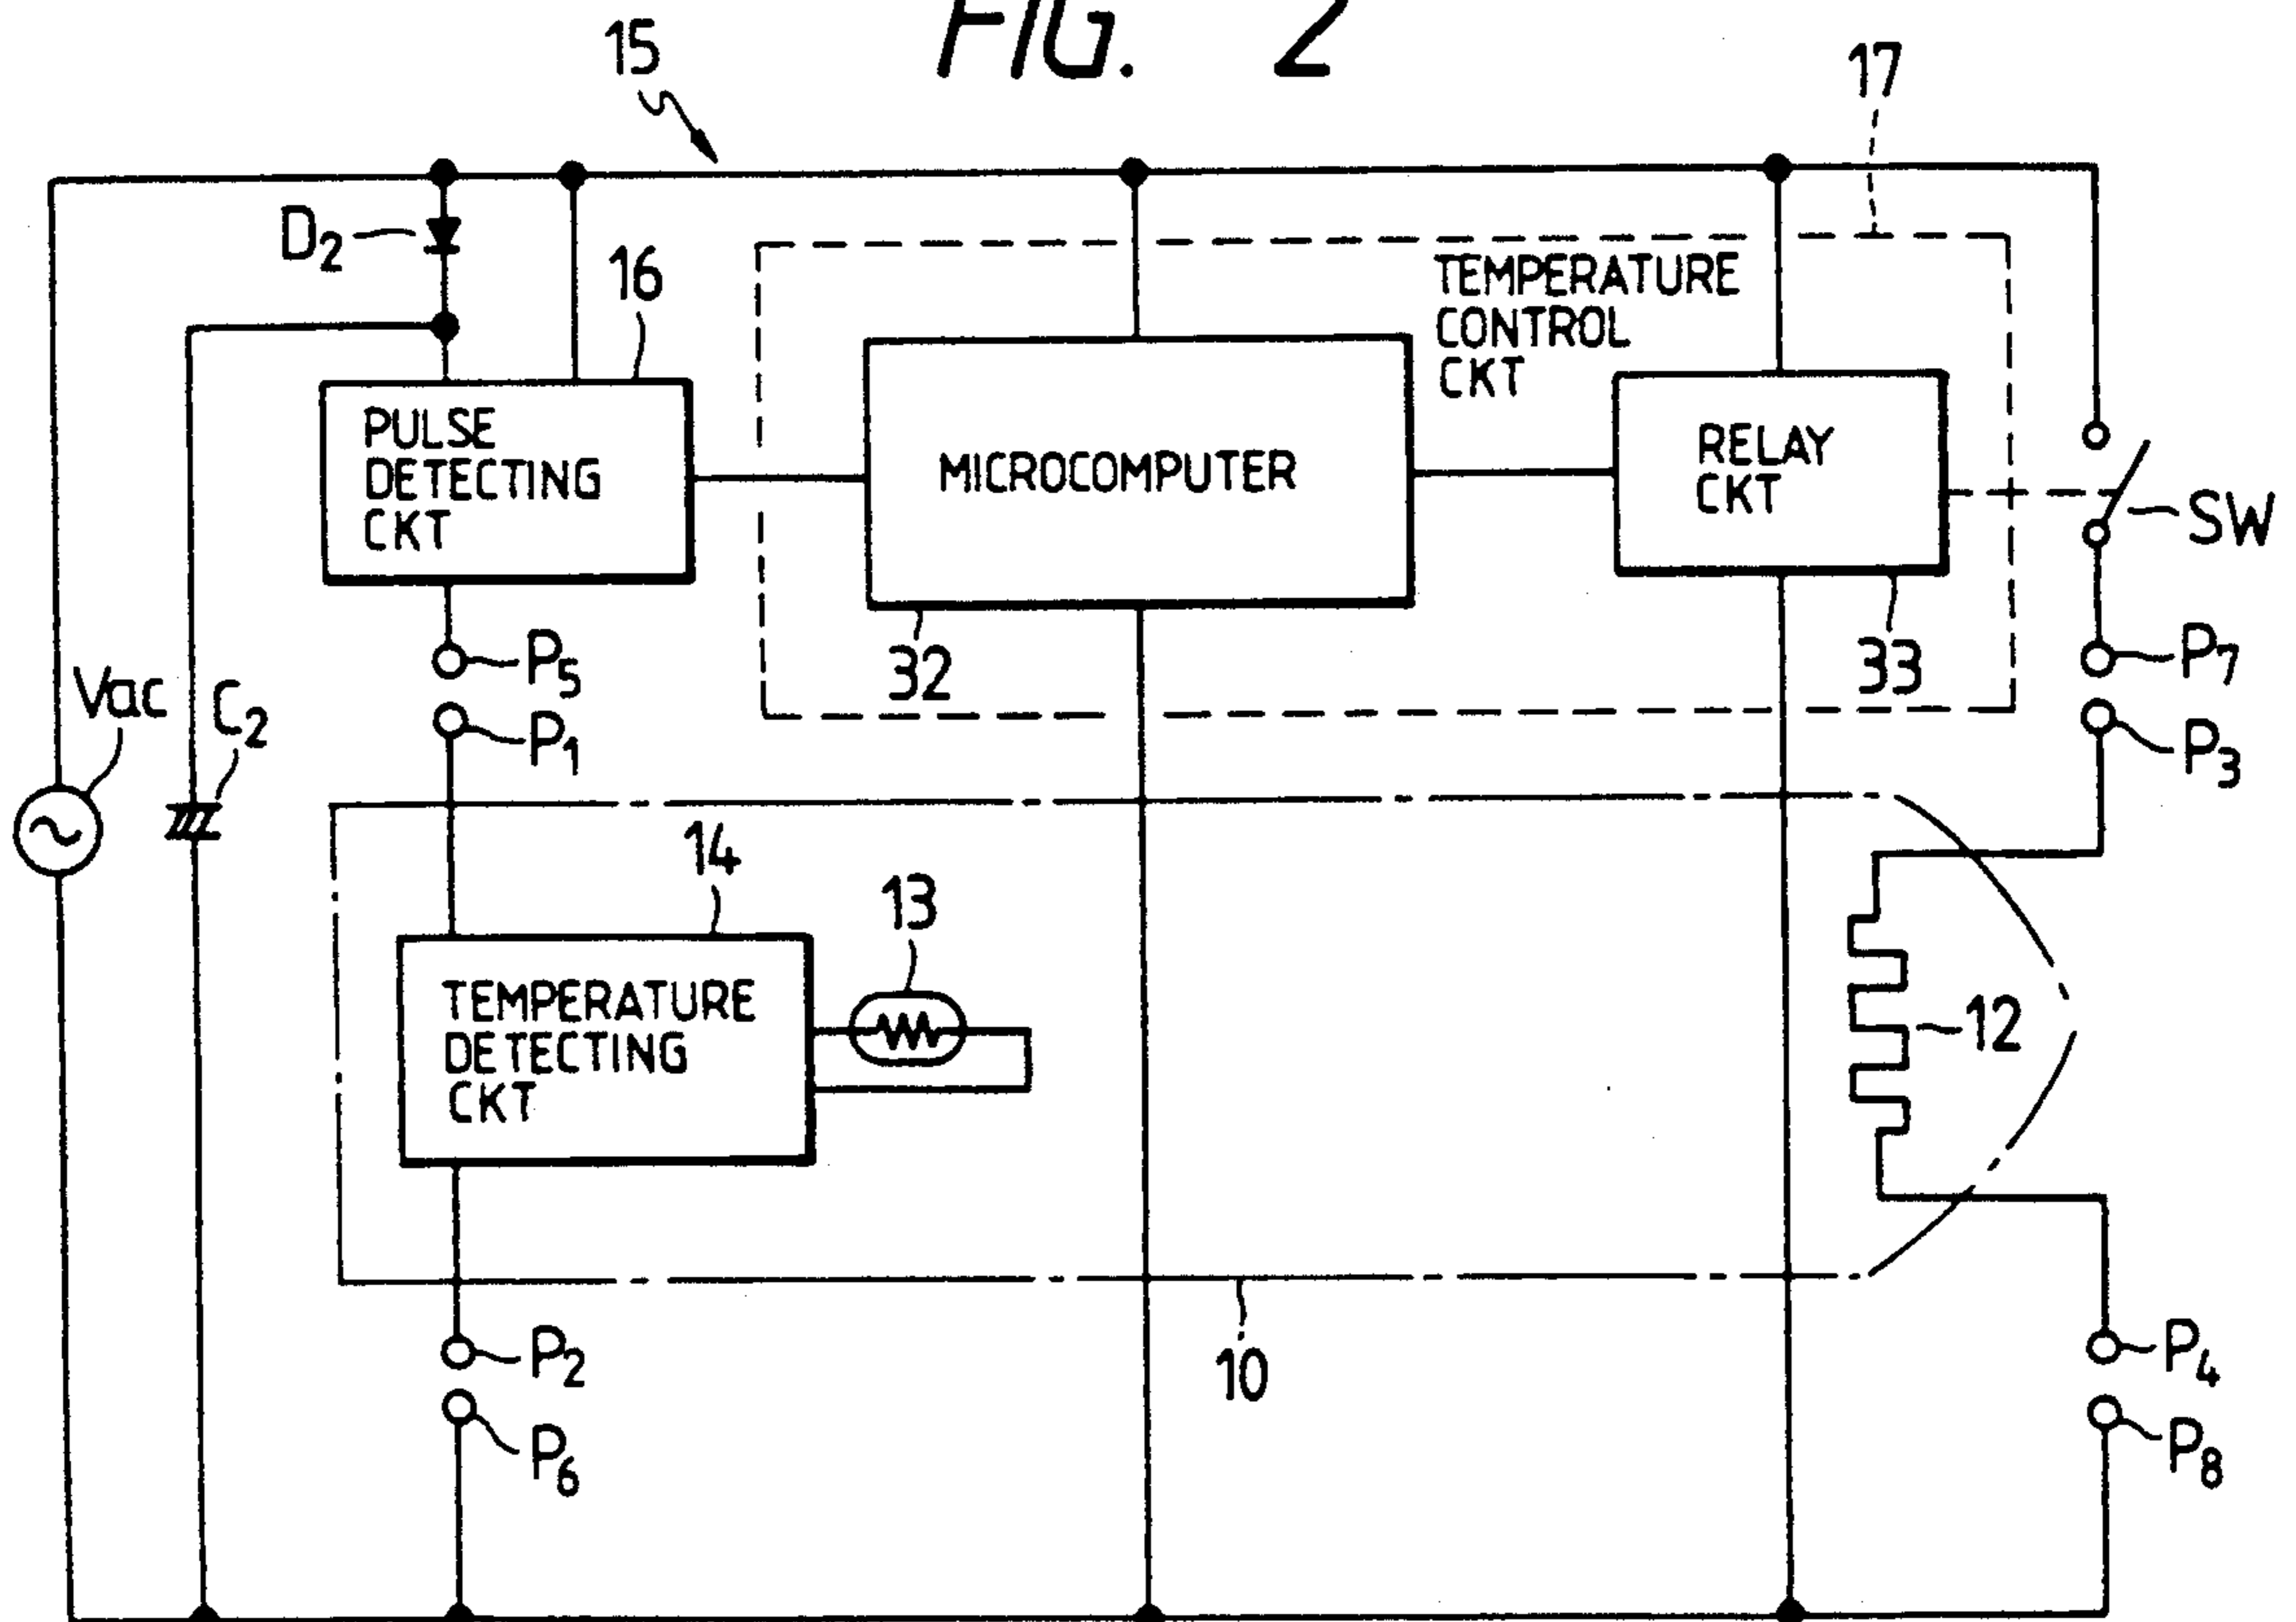 FIG. 2
15
17
D2
16
TEMPERATURE
CONTROL
CKT
PULSE
DETECTING
CKT
MICROCOMPUTER
RELAY
CKT
SW
32
33
P5
P7
Vac
C2
P1
P3
14
13
TEMPERATURE
DETECTING
CKT
12
10
P2
P4
P6
P8